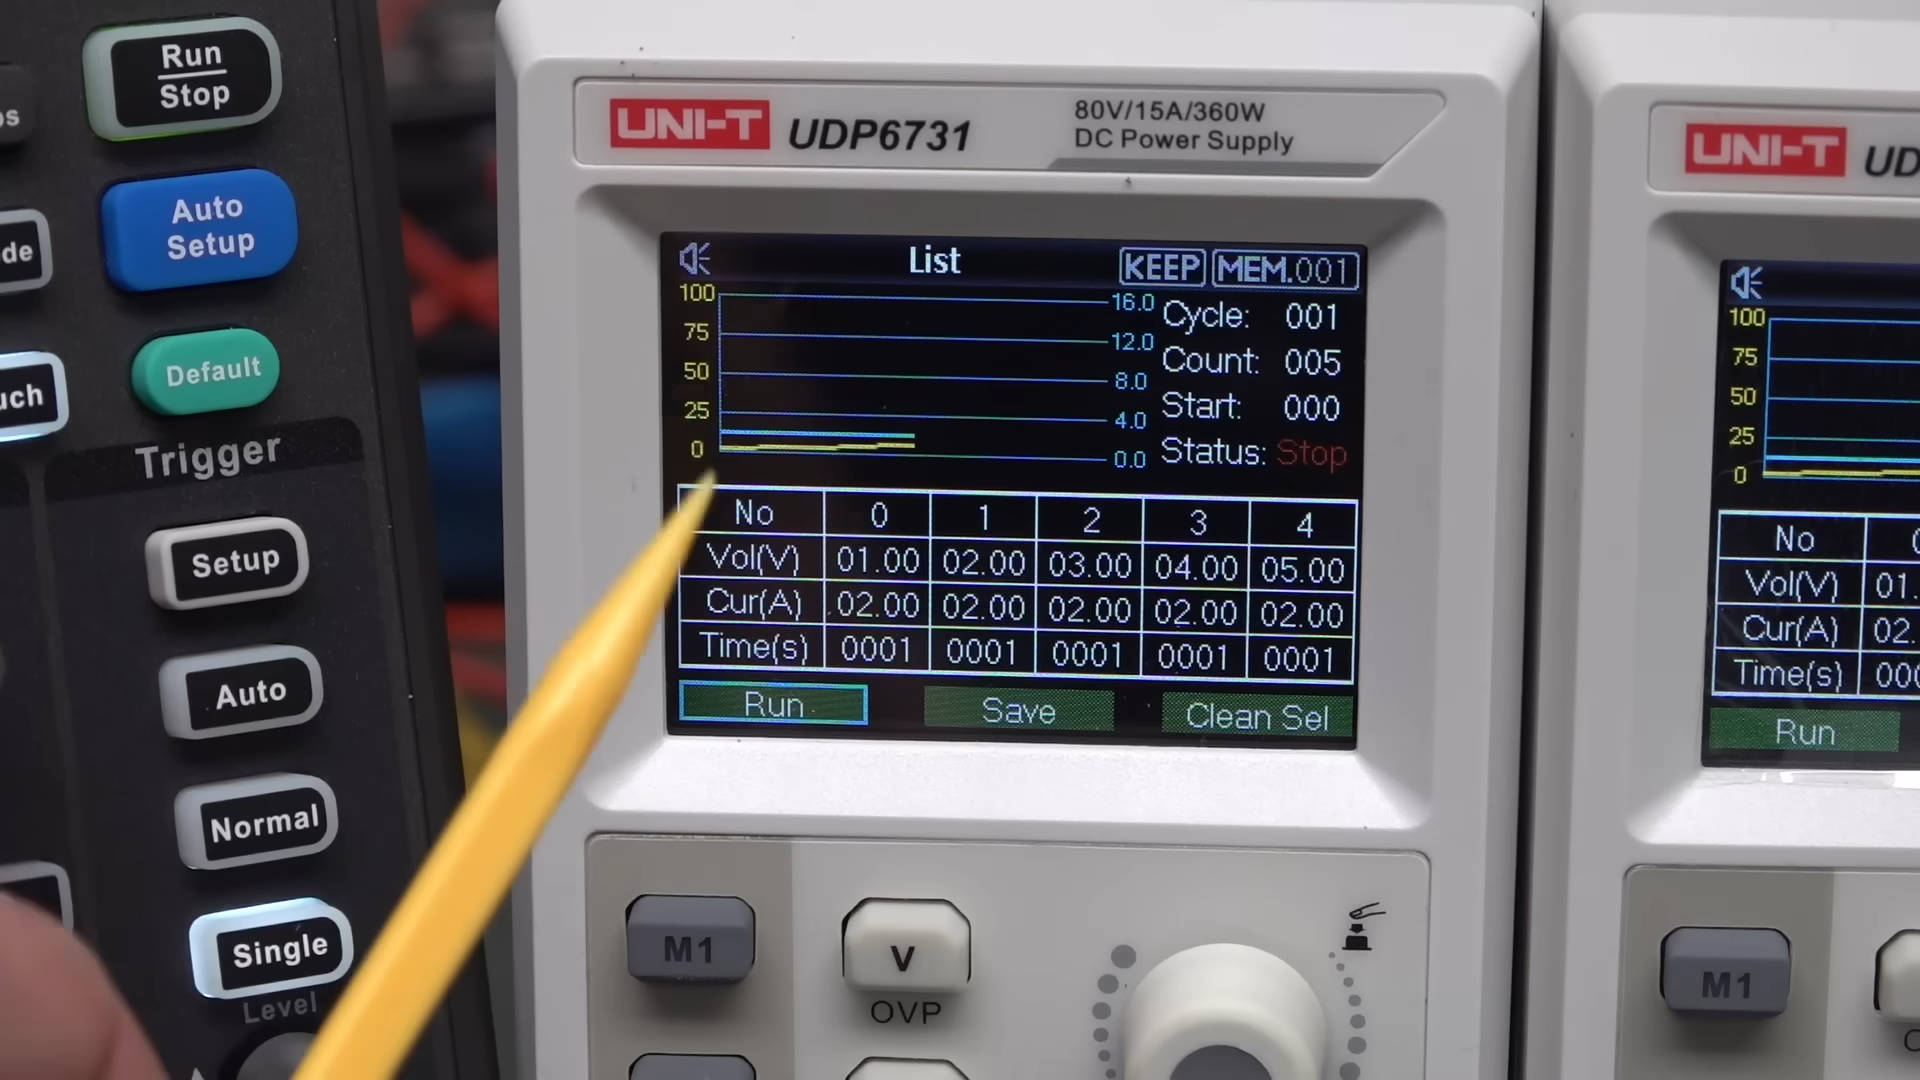 Run
Stop
Auto
Setup
Default
Trigger
Setup
Auto
Normal
Single
Level
de
uch
UNI-T UDP6731
80V/15A/360W
DC Power Supply
List KEEP MEM.001
100
75
50
25
0
16.0
12.0
8.0
4.0
0.0
Cycle: 001
Count: 005
Start: 000
Status: Stop
No 0 1 2 3 4
Vol(V) 01.00 02.00 03.00 04.00 05.00
Cur(A) 02.00 02.00 02.00 02.00 02.00
Time(s) 0001 0001 0001 0001 0001
Run Save Clean Sel
M1 V
OVP
UNI-T UD
100
75
50
25
0
No
Vol(V) 01.
Cur(A) 02.
Time(s) 000
Run
M1